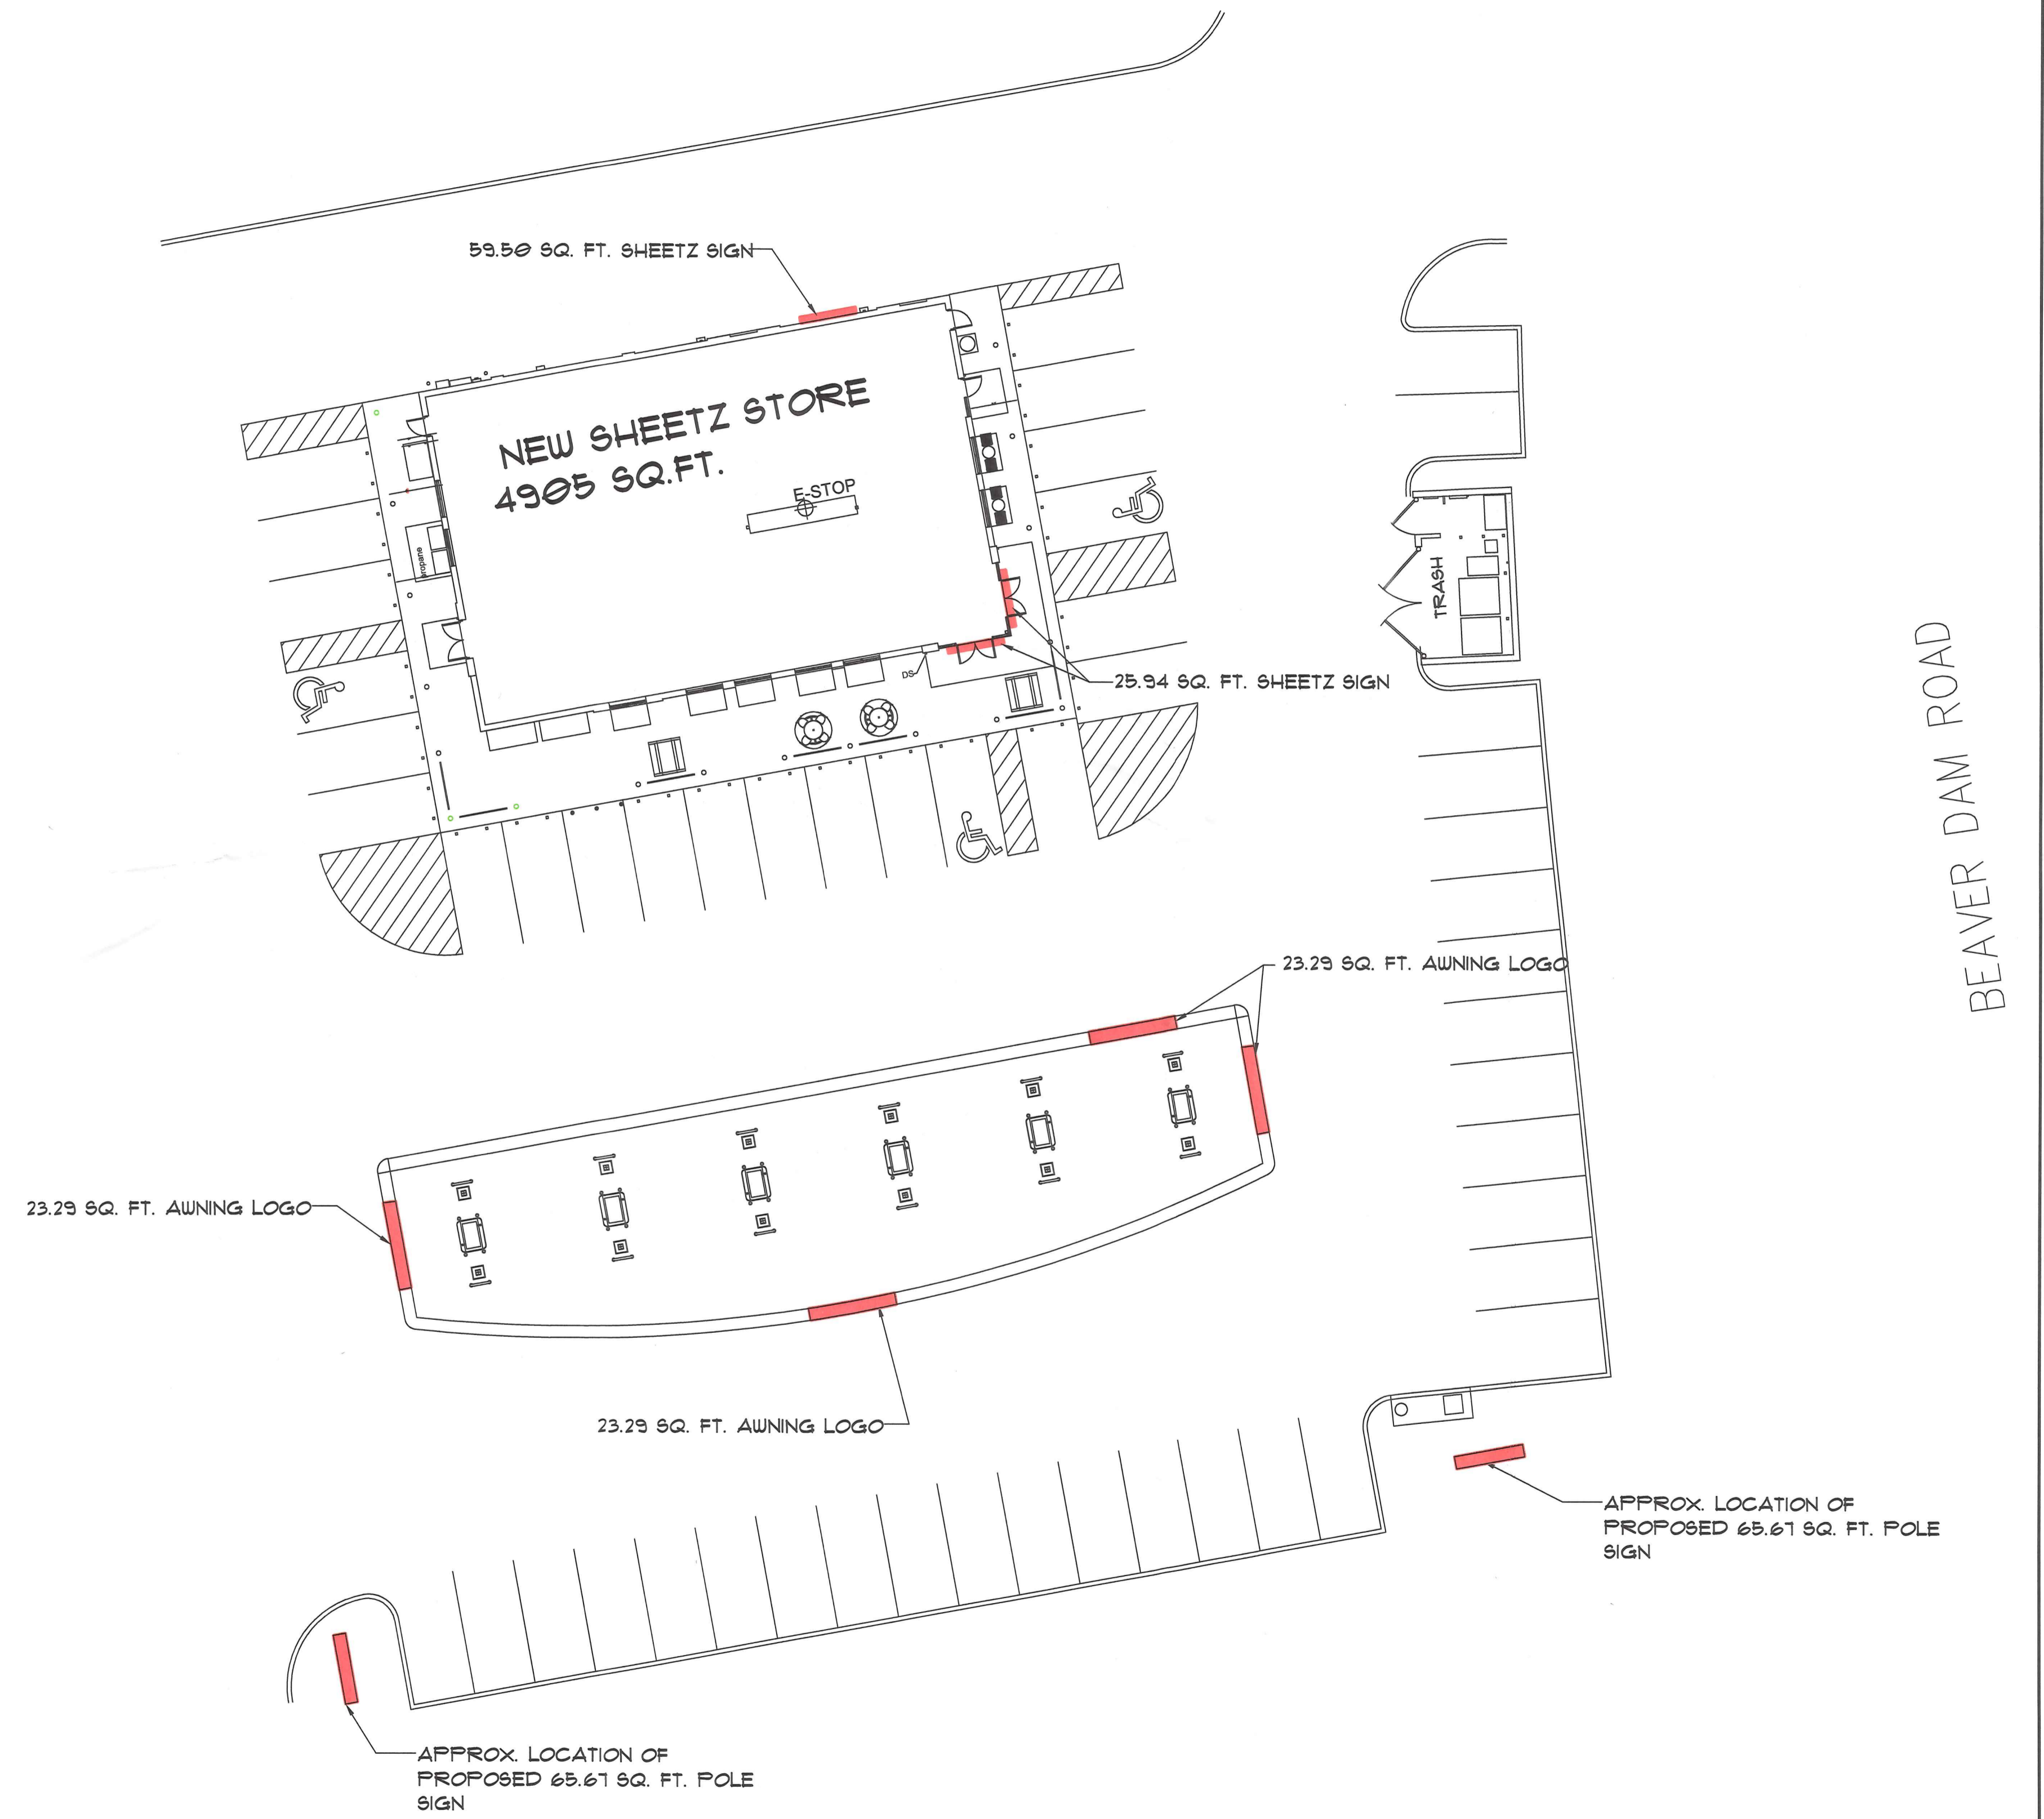 59.50 SQ. FT. SHEETZ SIGN
NEW SHEETZ STORE
4905 SQ.FT.
E-STOP
propane
TRASH
DS
25.94 SQ. FT. SHEETZ SIGN
BEAVER DAM ROAD
23.29 SQ. FT. AWNING LOGO
23.29 SQ. FT. AWNING LOGO
23.29 SQ. FT. AWNING LOGO
APPROX. LOCATION OF
PROPOSED 65.67 SQ. FT. POLE
SIGN
APPROX. LOCATION OF
PROPOSED 65.67 SQ. FT. POLE
SIGN